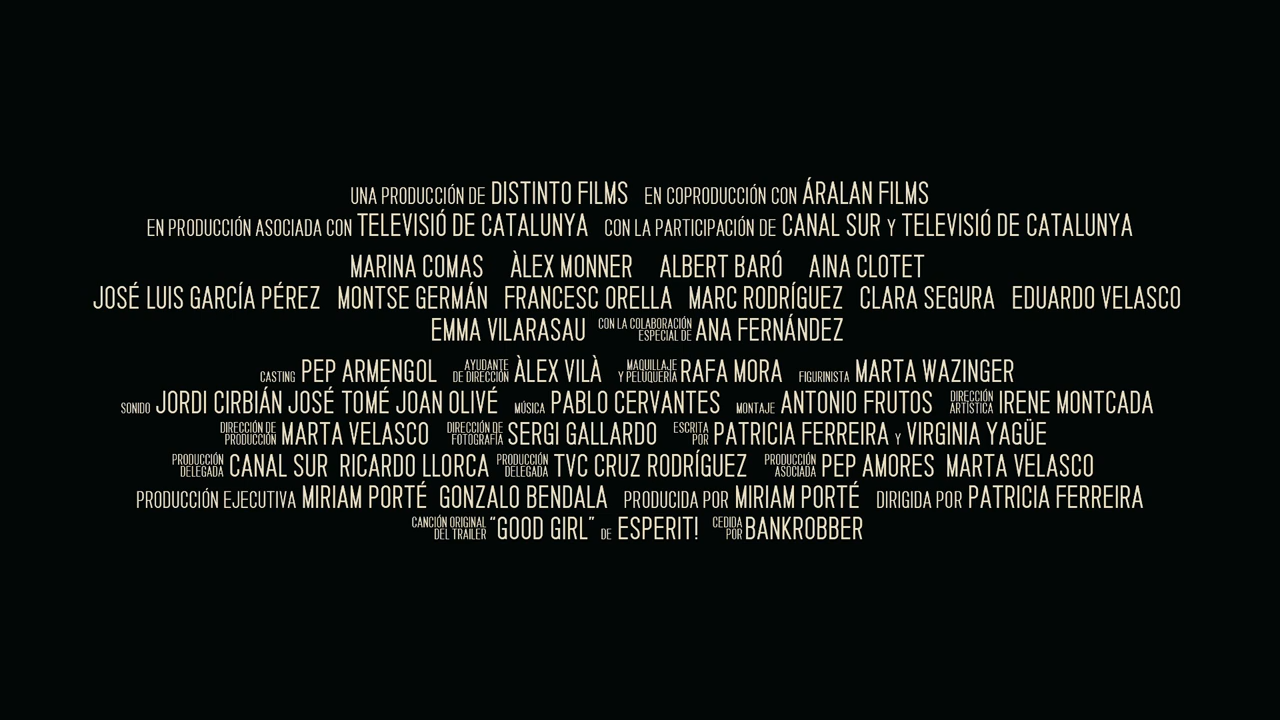 UNA PRODUCCIÓN DE DISTINTO FILMS EN COPRODUCCIÓN CON ÁRALAN FILMS
EN PRODUCCIÓN ASOCIADA CON TELEVISIÓ DE CATALUNYA CON LA PARTICIPACIÓN DE CANAL SUR Y TELEVISIÓ DE CATALUNYA
MARINA COMAS ÀLEX MONNER ALBERT BARÓ AINA CLOTET
JOSÉ LUIS GARCÍA PÉREZ MONTSE GERMÁN FRANCESC ORELLA MARC RODRÍGUEZ CLARA SEGURA EDUARDO VELASCO
EMMA VILARASAU CON LA COLABORACIÓN ESPECIAL DE ANA FERNÁNDEZ
CASTING PEP ARMENGOL AYUDANTE DE DIRECCIÓN ÀLEX VILÀ MAQUILLAJE Y PELUQUERÍA RAFA MORA FIGURINISTA MARTA WAZINGER
SONIDO JORDI CIRBIÁN JOSÉ TOMÉ JOAN OLIVÉ MÚSICA PABLO CERVANTES MONTAJE ANTONIO FRUTOS DIRECCIÓN ARTÍSTICA IRENE MONTCADA
DIRECCIÓN DE PRODUCCIÓN MARTA VELASCO DIRECCIÓN DE FOTOGRAFÍA SERGI GALLARDO ESCRITA POR PATRICIA FERREIRA Y VIRGINIA YAGÜE
PRODUCCIÓN DELEGADA CANAL SUR RICARDO LLORCA PRODUCCIÓN DELEGADA TVC CRUZ RODRÍGUEZ PRODUCCIÓN ASOCIADA PEP AMORES MARTA VELASCO
PRODUCCIÓN EJECUTIVA MIRIAM PORTÉ GONZALO BENDALA PRODUCIDA POR MIRIAM PORTÉ DIRIGIDA POR PATRICIA FERREIRA
CANCIÓN ORIGINAL DEL TRAILER "GOOD GIRL" DE ESPERIT! CEDIDA POR BANKROBBER